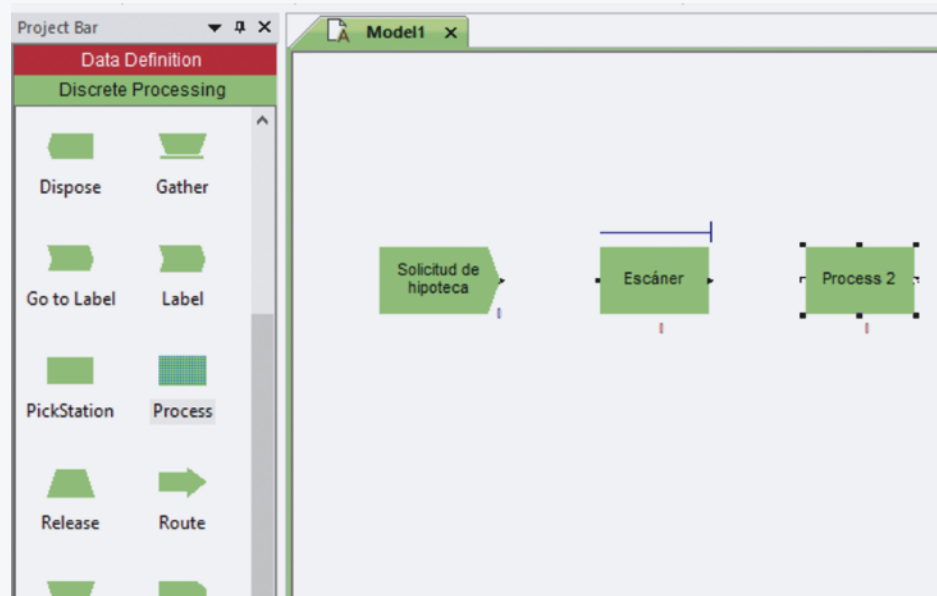 Project Bar
Data Definition
Discrete Processing
Dispose
Gather
Go to Label
Label
PickStation
Process
Release
Route
Model1
Solicitud de
hipoteca
Escáner
Process 2